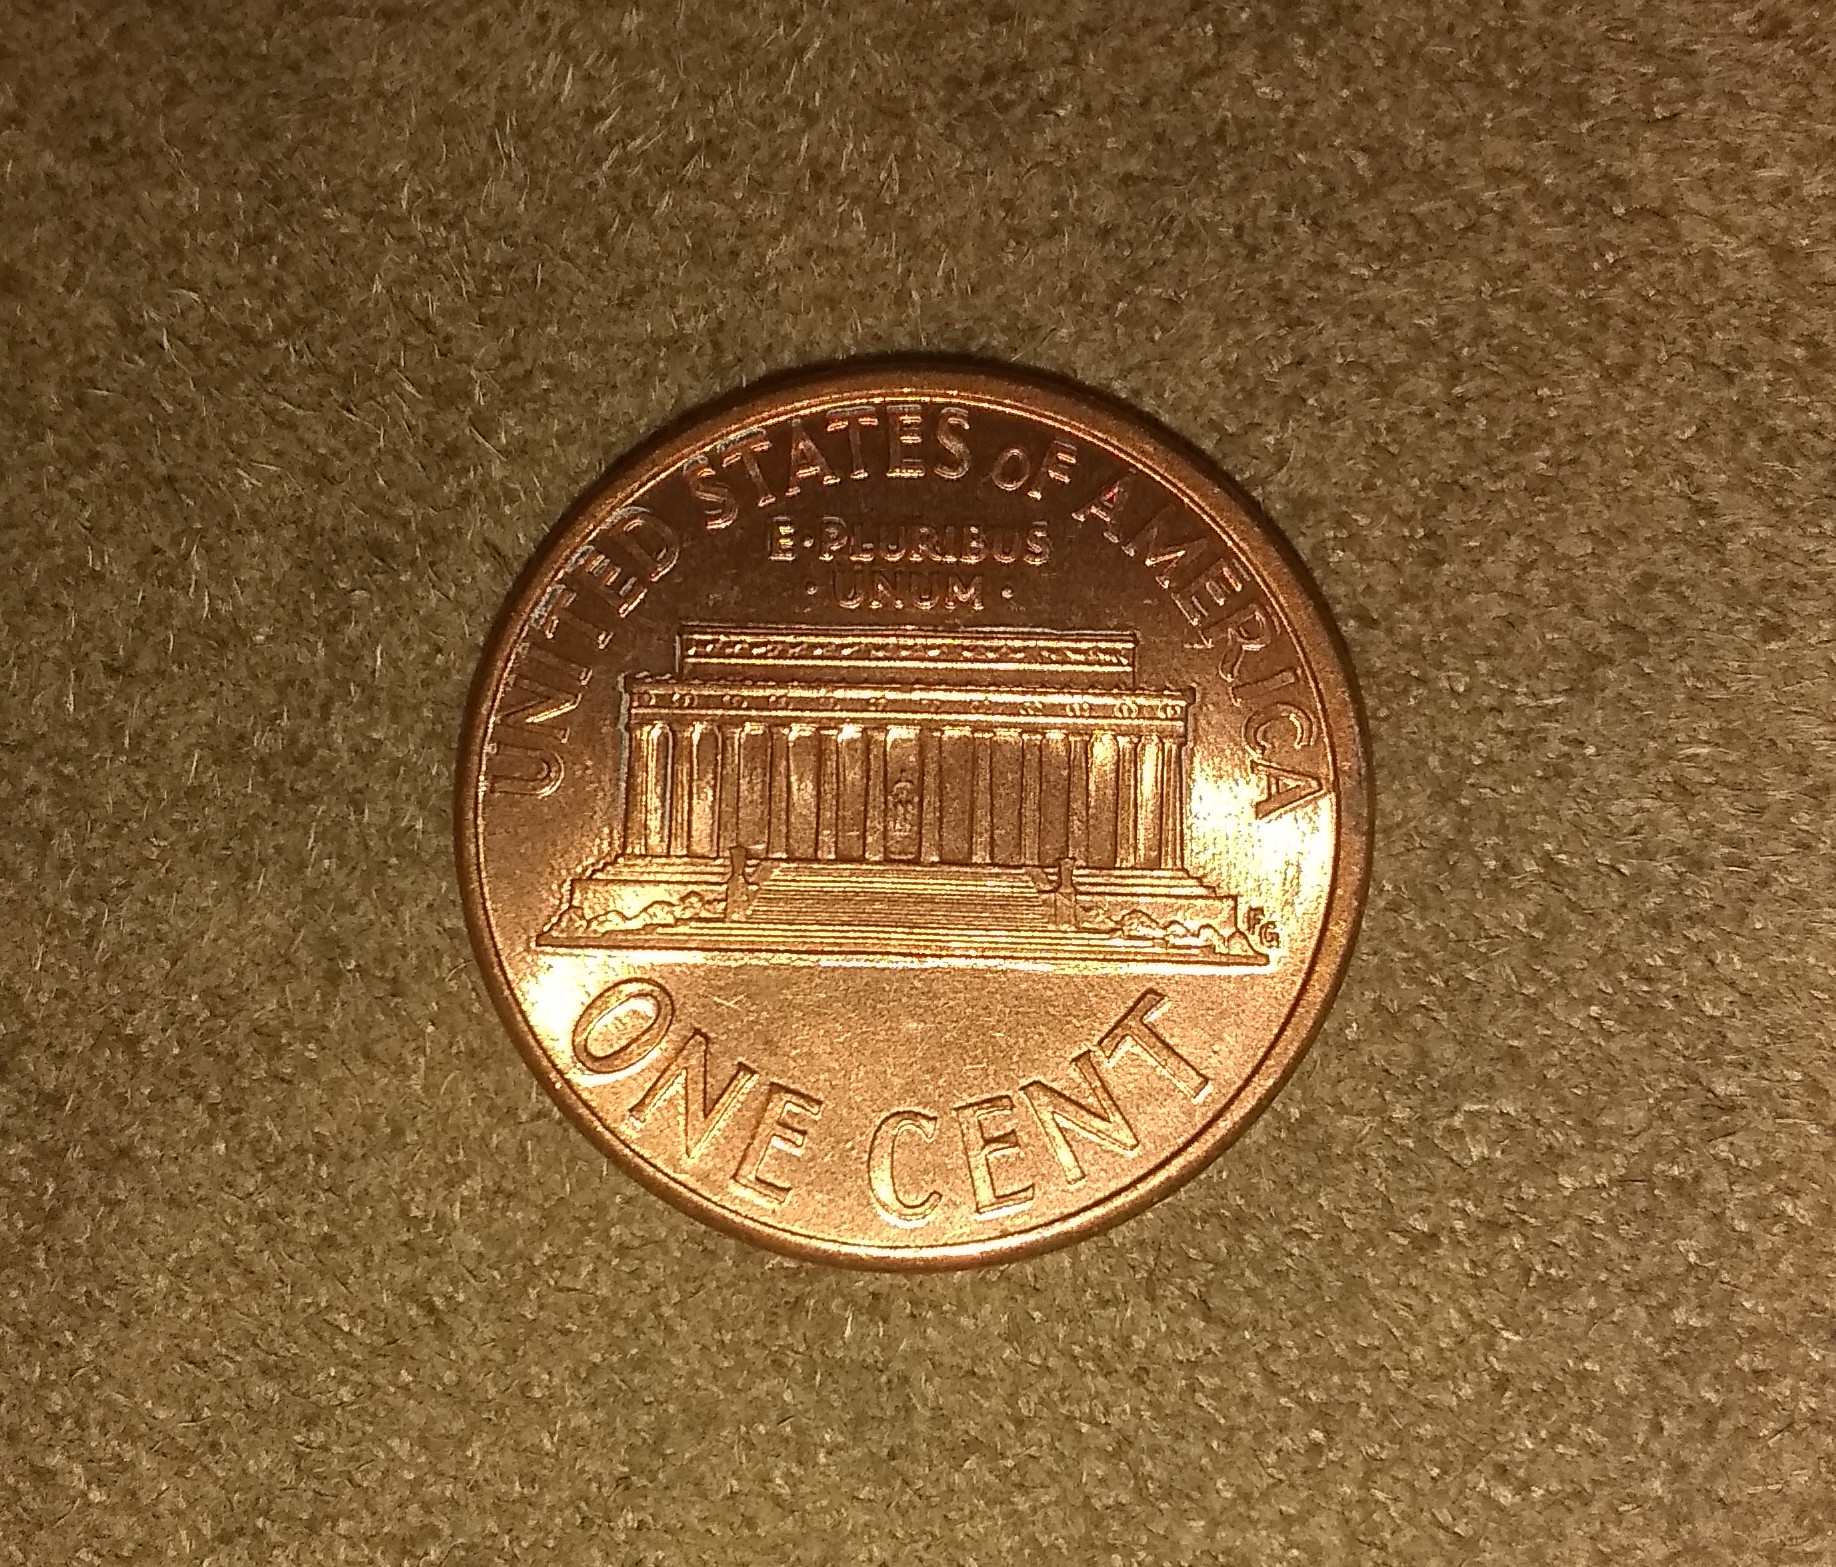 UNITED STATES OF AMERICA
E·PLURIBUS
·UNUM·
FG
ONE CENT